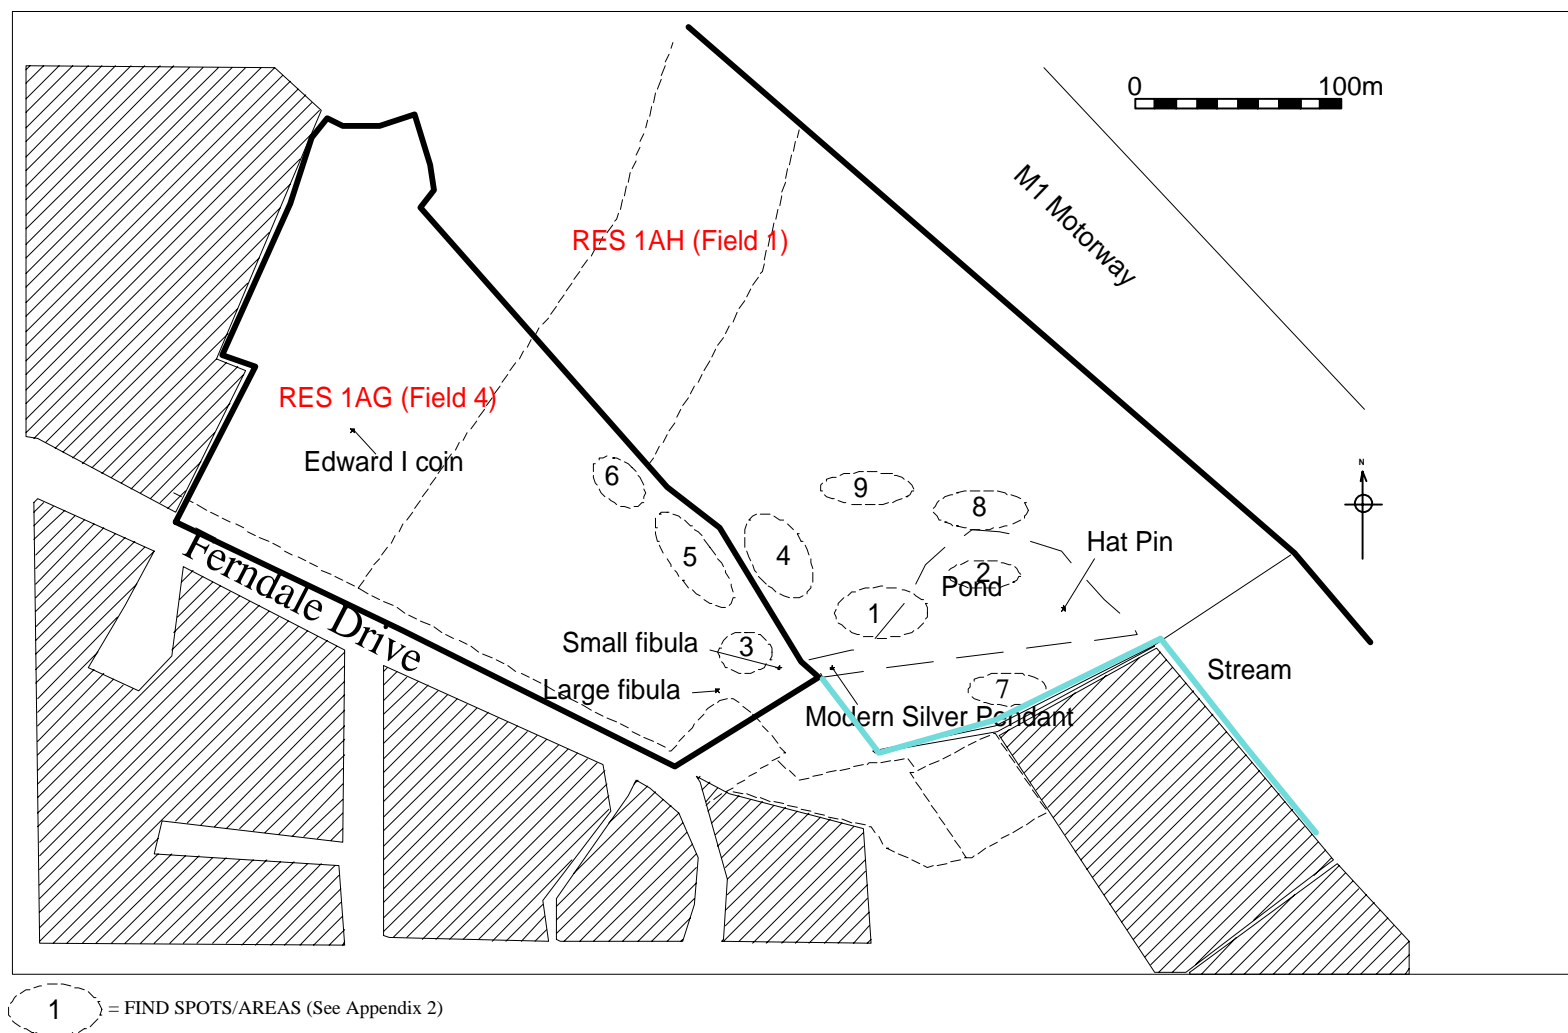 0 100m
M1 Motorway
RES 1AH (Field 1)
RES 1AG (Field 4)
Edward I coin
N
6
9
8
5
4
Hat Pin
2
Pond
1
Ferndale Drive
Small fibula
3
Large fibula
Stream
7
Modern Silver Pendant
1 = FIND SPOTS/AREAS (See Appendix 2)